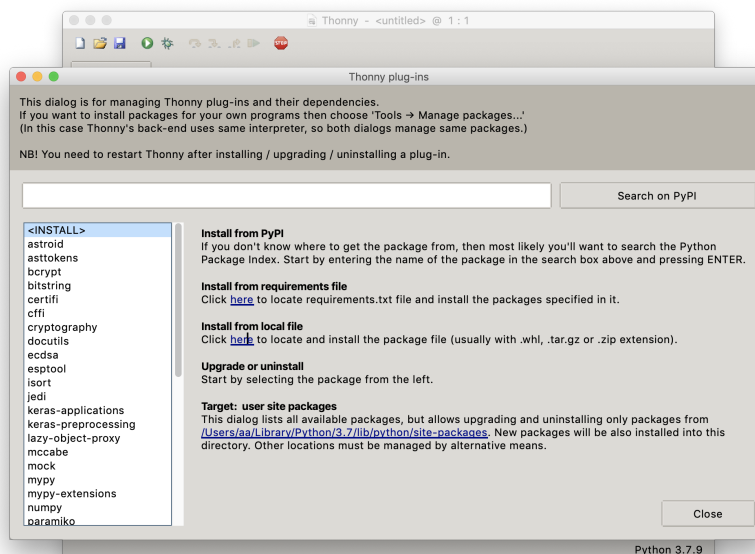 Thonny - <untitled> @ 1 : 1
STOP
Thonny plug-ins
This dialog is for managing Thonny plug-ins and their dependencies.
If you want to install packages for your own programs then choose 'Tools → Manage packages...'
(In this case Thonny's back-end uses same interpreter, so both dialogs manage same packages.)
NB! You need to restart Thonny after installing / upgrading / uninstalling a plug-in.
Search on PyPI
<INSTALL>
astroid
asttokens
bcrypt
bitstring
certifi
cffi
cryptography
docutils
ecdsa
esptool
isort
jedi
keras-applications
keras-preprocessing
lazy-object-proxy
mccabe
mock
mypy
mypy-extensions
numpy
paramiko
Install from PyPI
If you don't know where to get the package from, then most likely you'll want to search the Python
Package Index. Start by entering the name of the package in the search box above and pressing ENTER.
Install from requirements file
Click here to locate requirements.txt file and install the packages specified in it.
Install from local file
Click here to locate and install the package file (usually with .whl, .tar.gz or .zip extension).
Upgrade or uninstall
Start by selecting the package from the left.
Target:  user site packages
This dialog lists all available packages, but allows upgrading and uninstalling only packages from
/Users/aa/Library/Python/3.7/lib/python/site-packages. New packages will be also installed into this
directory. Other locations must be managed by alternative means.
Close
Python 3.7.9